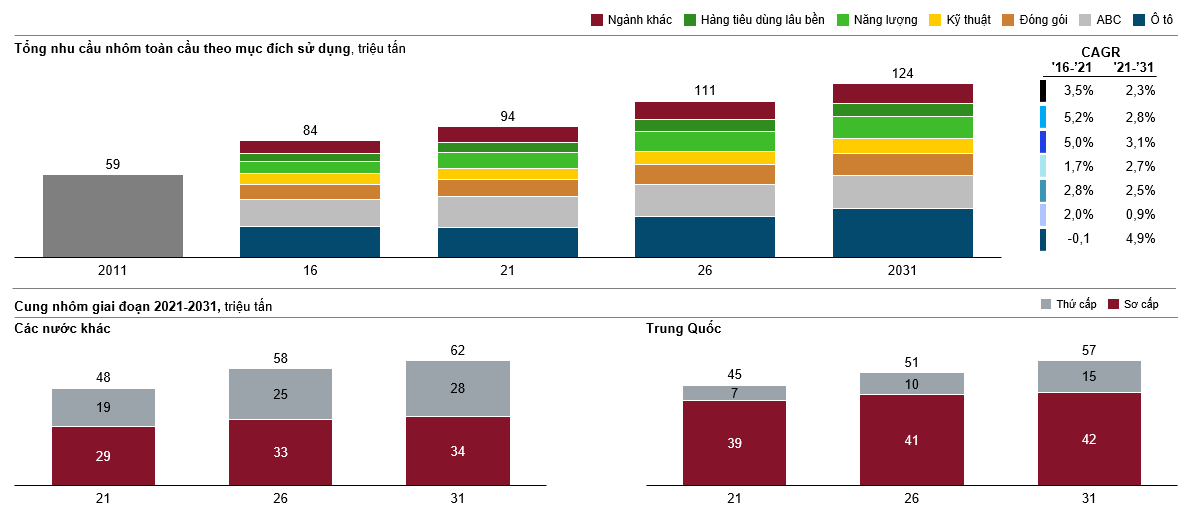 Ngành khác Hàng tiêu dùng lâu bền Năng lượng Kỹ thuật Đóng gói ABC Ô tô
Tổng nhu cầu nhôm toàn cầu theo mục đích sử dụng, triệu tấn
CAGR
'16-’21 '21-’31
3,5% 2,3%
5,2% 2,8%
5,0% 3,1%
1,7% 2,7%
2,8% 2,5%
2,0% 0,9%
-0,1 4,9%
59 84 94 111 124
2011 16 21 26 2031
Cung nhôm giai đoạn 2021-2031, triệu tấn
Thứ cấp Sơ cấp
Các nước khác
48 58 62
19 25 28
29 33 34
21 26 31
Trung Quốc
45 51 57
7 10 15
39 41 42
21 26 31